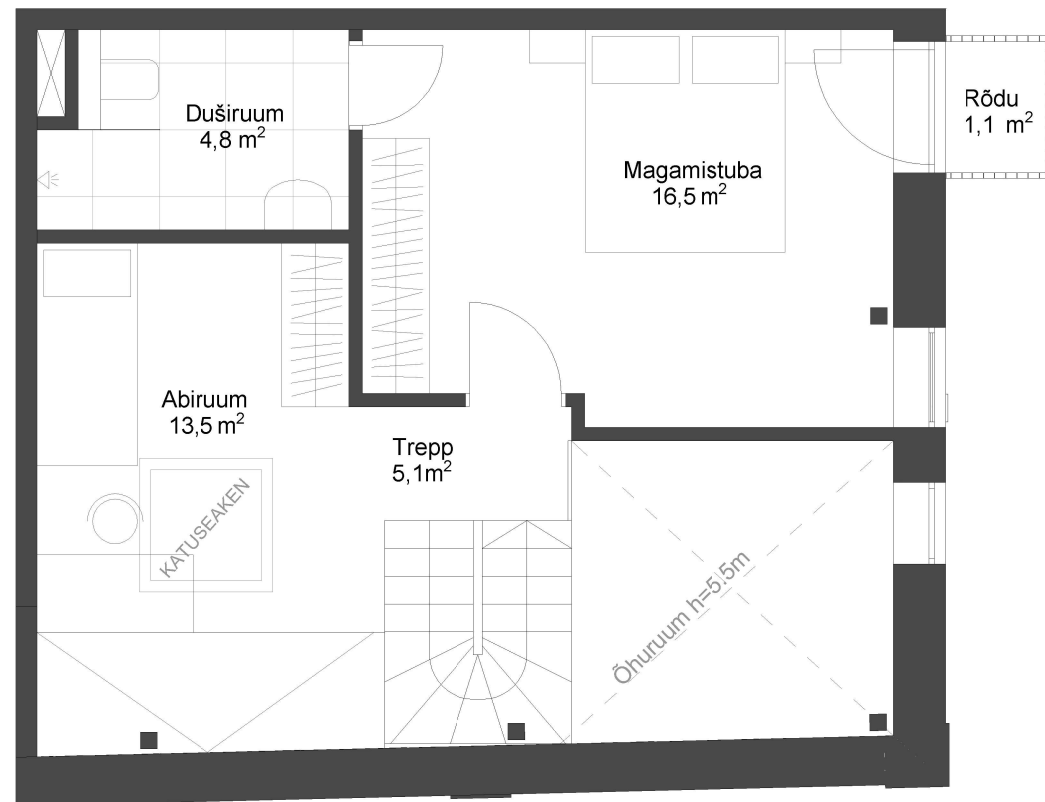 Duširuum
4,8 m²
Rõdu
1,1 m²
Magamistuba
16,5 m²
Abiruum
13,5 m²
Trepp
5,1m²
KATUSEAKEN
Õhuruum h=5.5m